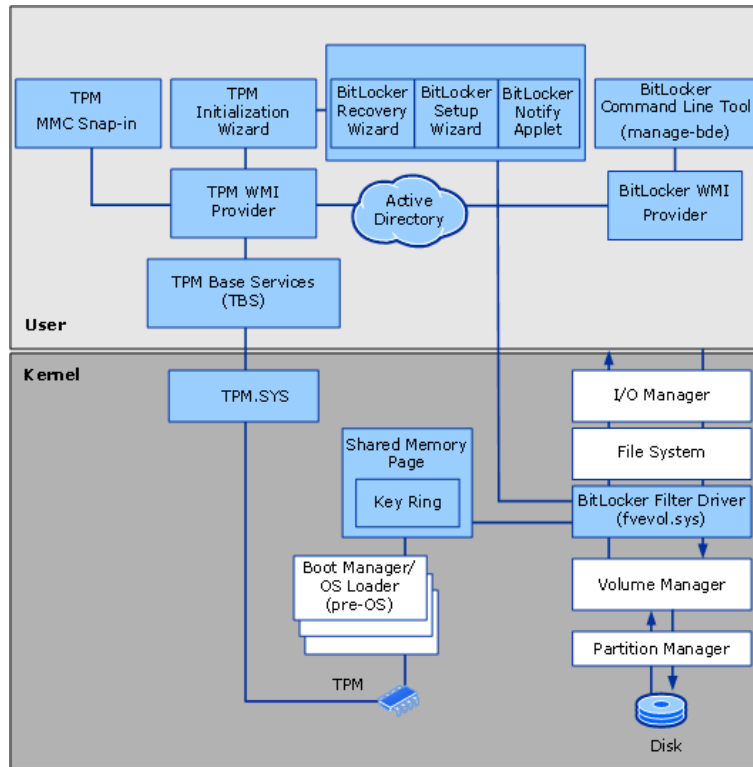 TPM
MMC Snap-in
TPM
Initialization
Wizard
BitLocker
Recovery
Wizard
BitLocker
Setup
Wizard
BitLocker
Notify
Applet
BitLocker
Command Line Tool
(manage-bde)
TPM WMI
Provider
Active
Directory
BitLocker WMI
Provider
TPM Base Services
(TBS)
User
Kernel
TPM.SYS
I/O Manager
Shared Memory
Page
Key Ring
File System
BitLocker Filter Driver
(fvevol.sys)
Boot Manager/
OS Loader
(pre-OS)
Volume Manager
Partition Manager
TPM
Disk